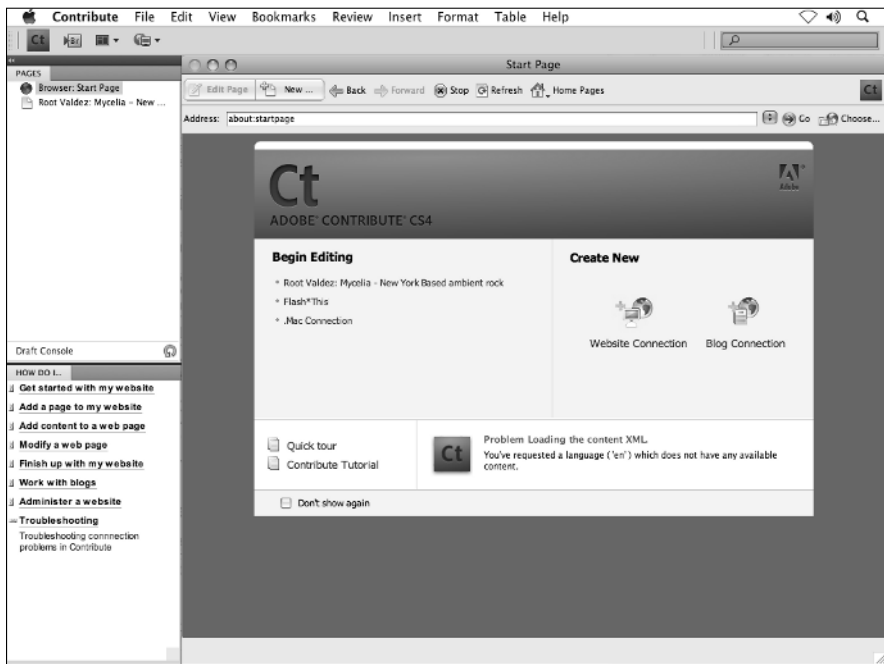 Contribute File Edit View Bookmarks Review Insert Format Table Help
Ct
Start Page
PAGES
Browser: Start Page
Root Valdez: Mycelia - New ...
Edit Page New ... Back Forward Stop Refresh Home Pages Ct
Address: about:startpage Go Choose...
Ct
Adobe
ADOBE® CONTRIBUTE® CS4
Begin Editing
Root Valdez: Mycelia - New York Based ambient rock
Flash*This
.Mac Connection
Create New
Website Connection Blog Connection
Quick tour
Contribute Tutorial
Ct
Problem Loading the content XML.
You've requested a language ('en') which does not have any available
content.
Don't show again
Draft Console
HOW DO I...
Get started with my website
Add a page to my website
Add content to a web page
Modify a web page
Finish up with my website
Work with blogs
Administer a website
Troubleshooting
Troubleshooting connnection
problems in Contribute